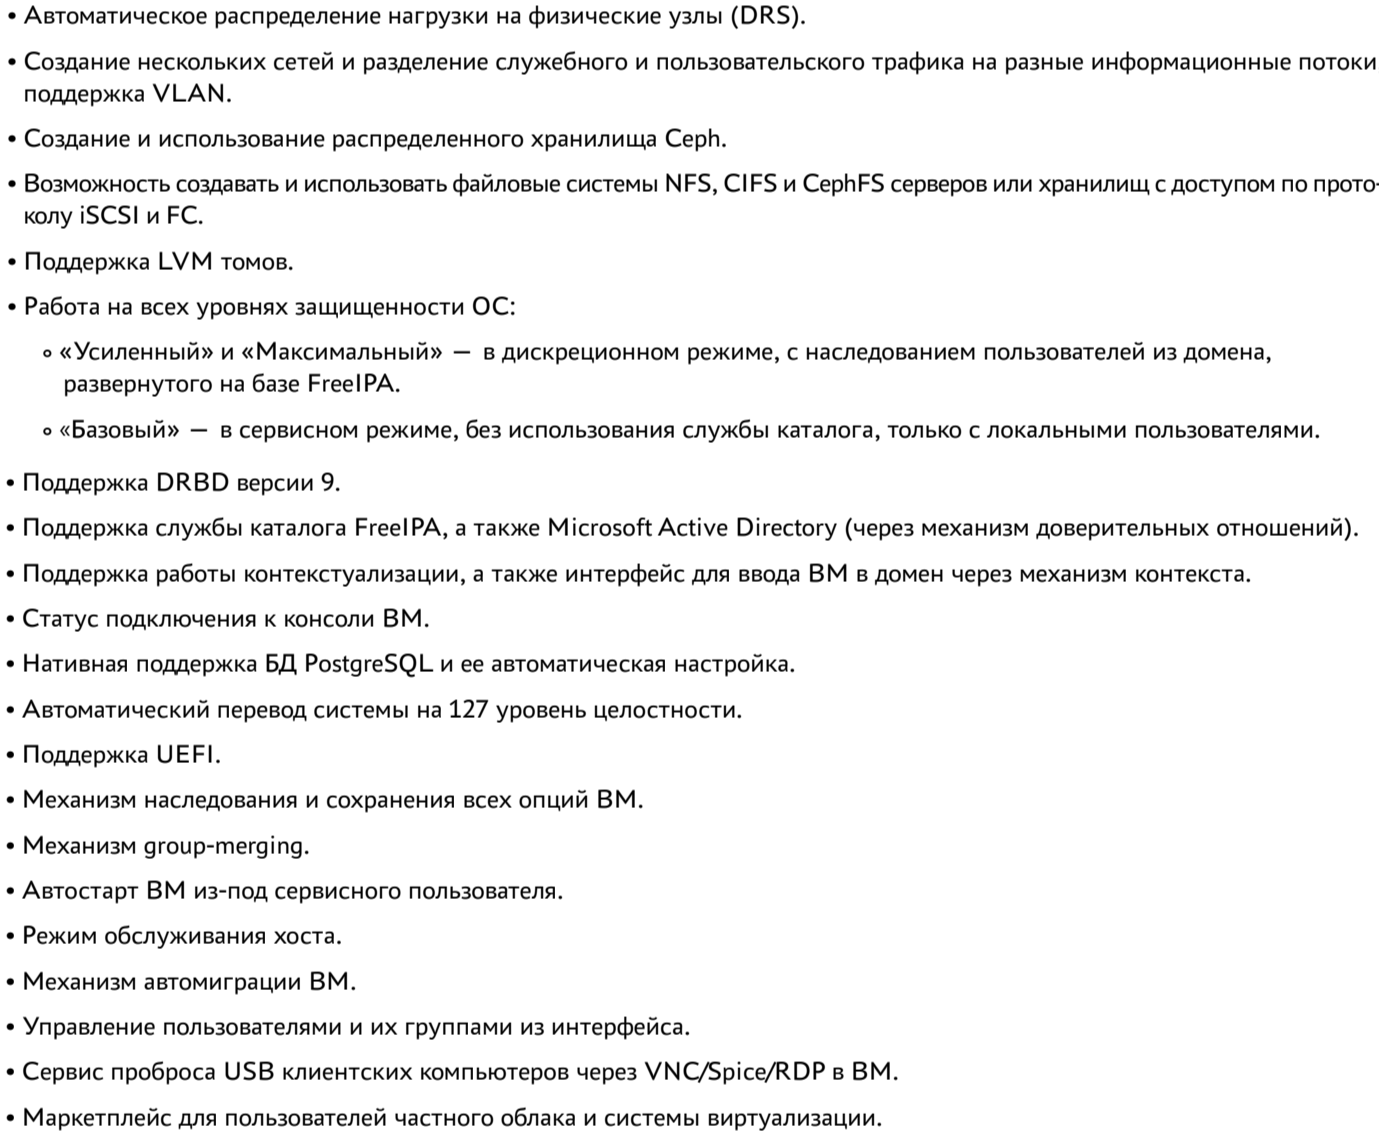 • Автоматическое распределение нагрузки на физические узлы (DRS).
• Создание нескольких сетей и разделение служебного и пользовательского трафика на разные информационные потоки
поддержка VLAN.
• Создание и использование распределенного хранилища Ceph.
• Возможность создавать и использовать файловые системы NFS, CIFS и CephFS серверов или хранилищ с доступом по прото-
колу iSCSI и FC.
• Поддержка LVM томов.
• Работа на всех уровнях защищенности ОС:
◦ «Усиленный» и «Максимальный» — в дискреционном режиме, с наследованием пользователей из домена,
развернутого на базе FreeIPA.
◦ «Базовый» — в сервисном режиме, без использования службы каталога, только с локальными пользователями.
• Поддержка DRBD версии 9.
• Поддержка службы каталога FreeIPA, а также Microsoft Active Directory (через механизм доверительных отношений).
• Поддержка работы контекстуализации, а также интерфейс для ввода ВМ в домен через механизм контекста.
• Статус подключения к консоли ВМ.
• Нативная поддержка БД PostgreSQL и ее автоматическая настройка.
• Автоматический перевод системы на 127 уровень целостности.
• Поддержка UEFI.
• Механизм наследования и сохранения всех опций ВМ.
• Механизм group-merging.
• Автостарт ВМ из-под сервисного пользователя.
• Режим обслуживания хоста.
• Механизм автомиграции ВМ.
• Управление пользователями и их группами из интерфейса.
• Сервис проброса USB клиентских компьютеров через VNC/Spice/RDP в ВМ.
• Маркетплейс для пользователей частного облака и системы виртуализации.